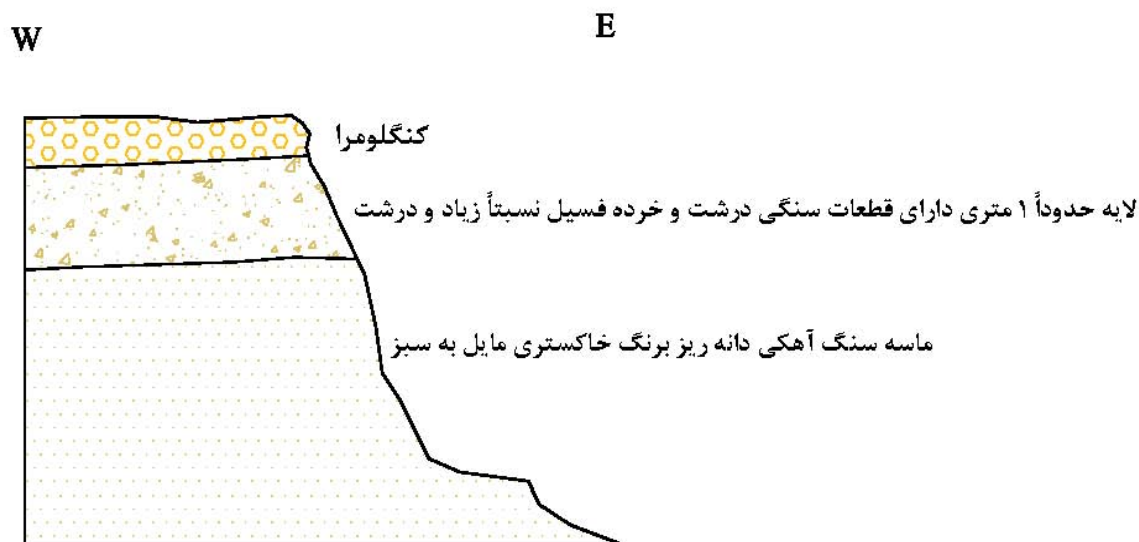 W
E
کنگلومرا
لایه حدوداً ۱ متری دارای قطعات سنگی درشت و خرده فسیل نسبتاً زیاد و درشت
ماسه سنگ آهکی دانه ریز برنگ خاکستری مایل به سبز